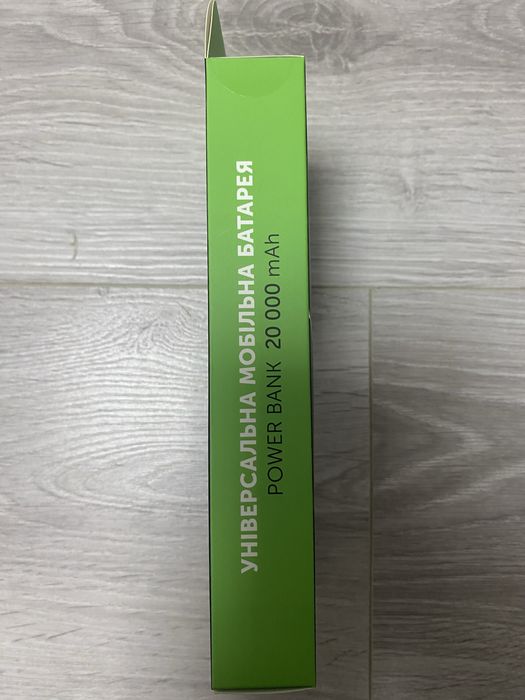 УНІВЕРСАЛЬНА МОБІЛЬНА БАТАРЕЯ
POWER BANK 20 000 mAh